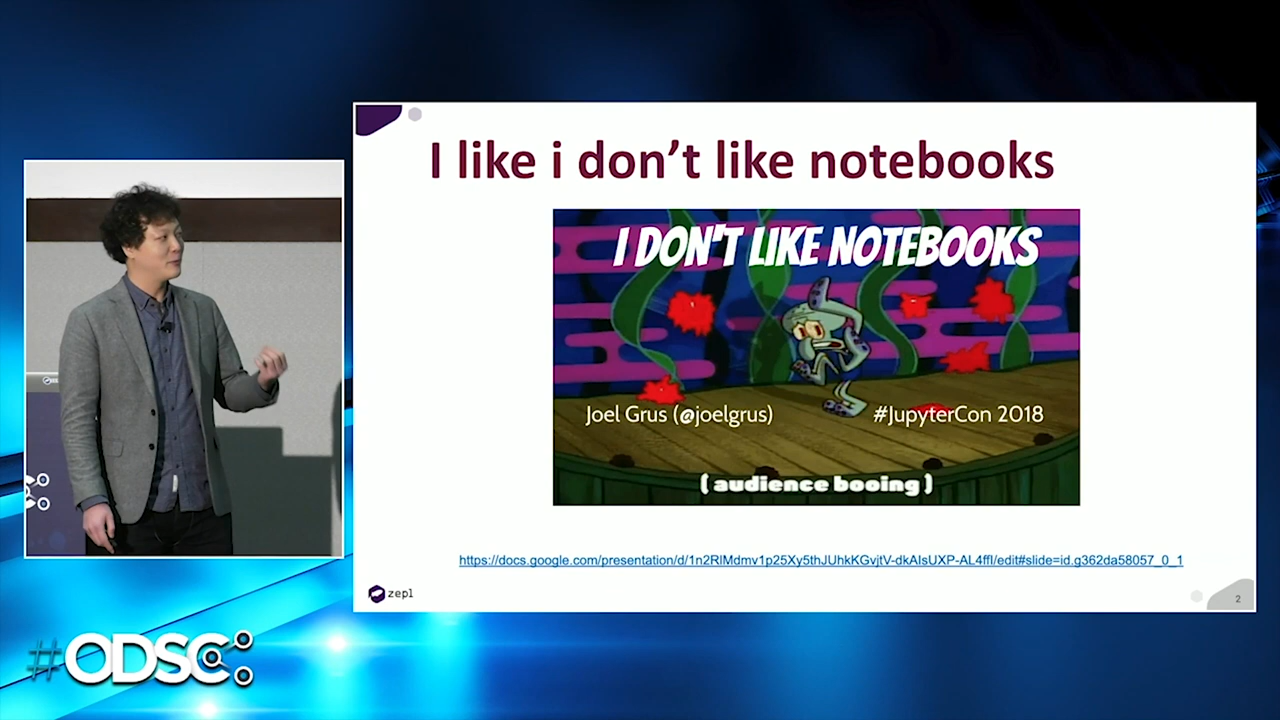 I like i don't like notebooks
I DON'T LIKE NOTEBOOKS
Joel Grus (@joelgrus)
#JupyterCon 2018
( audience booing )
https://docs.google.com/presentation/d/1n2RlMdmv1p25Xy5thJUhkKGvjtV-dkAIsUXP-AL4ffI/edit#slide=id.g362da58057_0_1
zepl
2
#ODSC